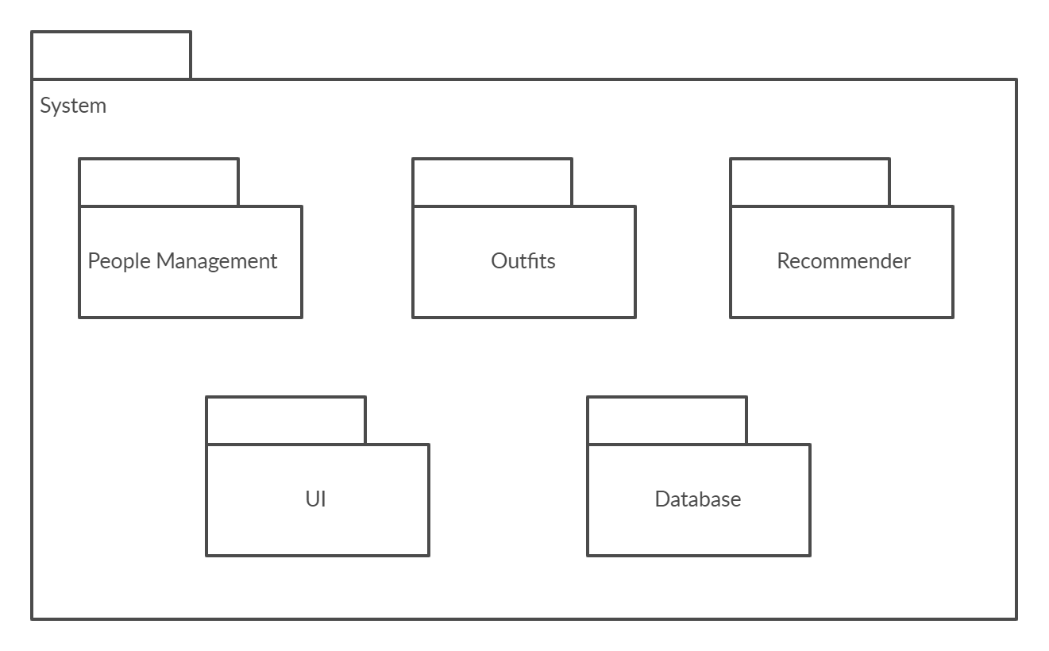 System
People Management
Outfits
Recommender
UI
Database